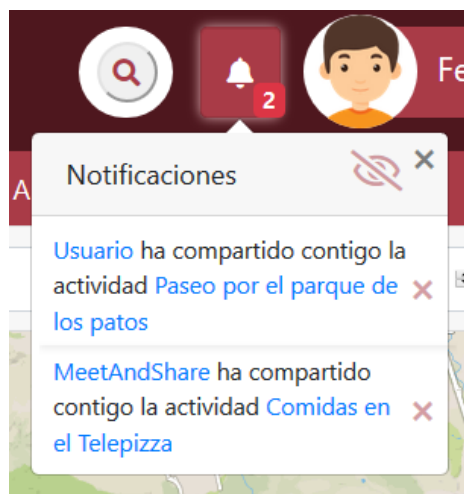 2
Fe
A
Notificaciones
Usuario ha compartido contigo la
actividad Paseo por el parque de
los patos
MeetAndShare ha compartido
contigo la actividad Comidas en
el Telepizza